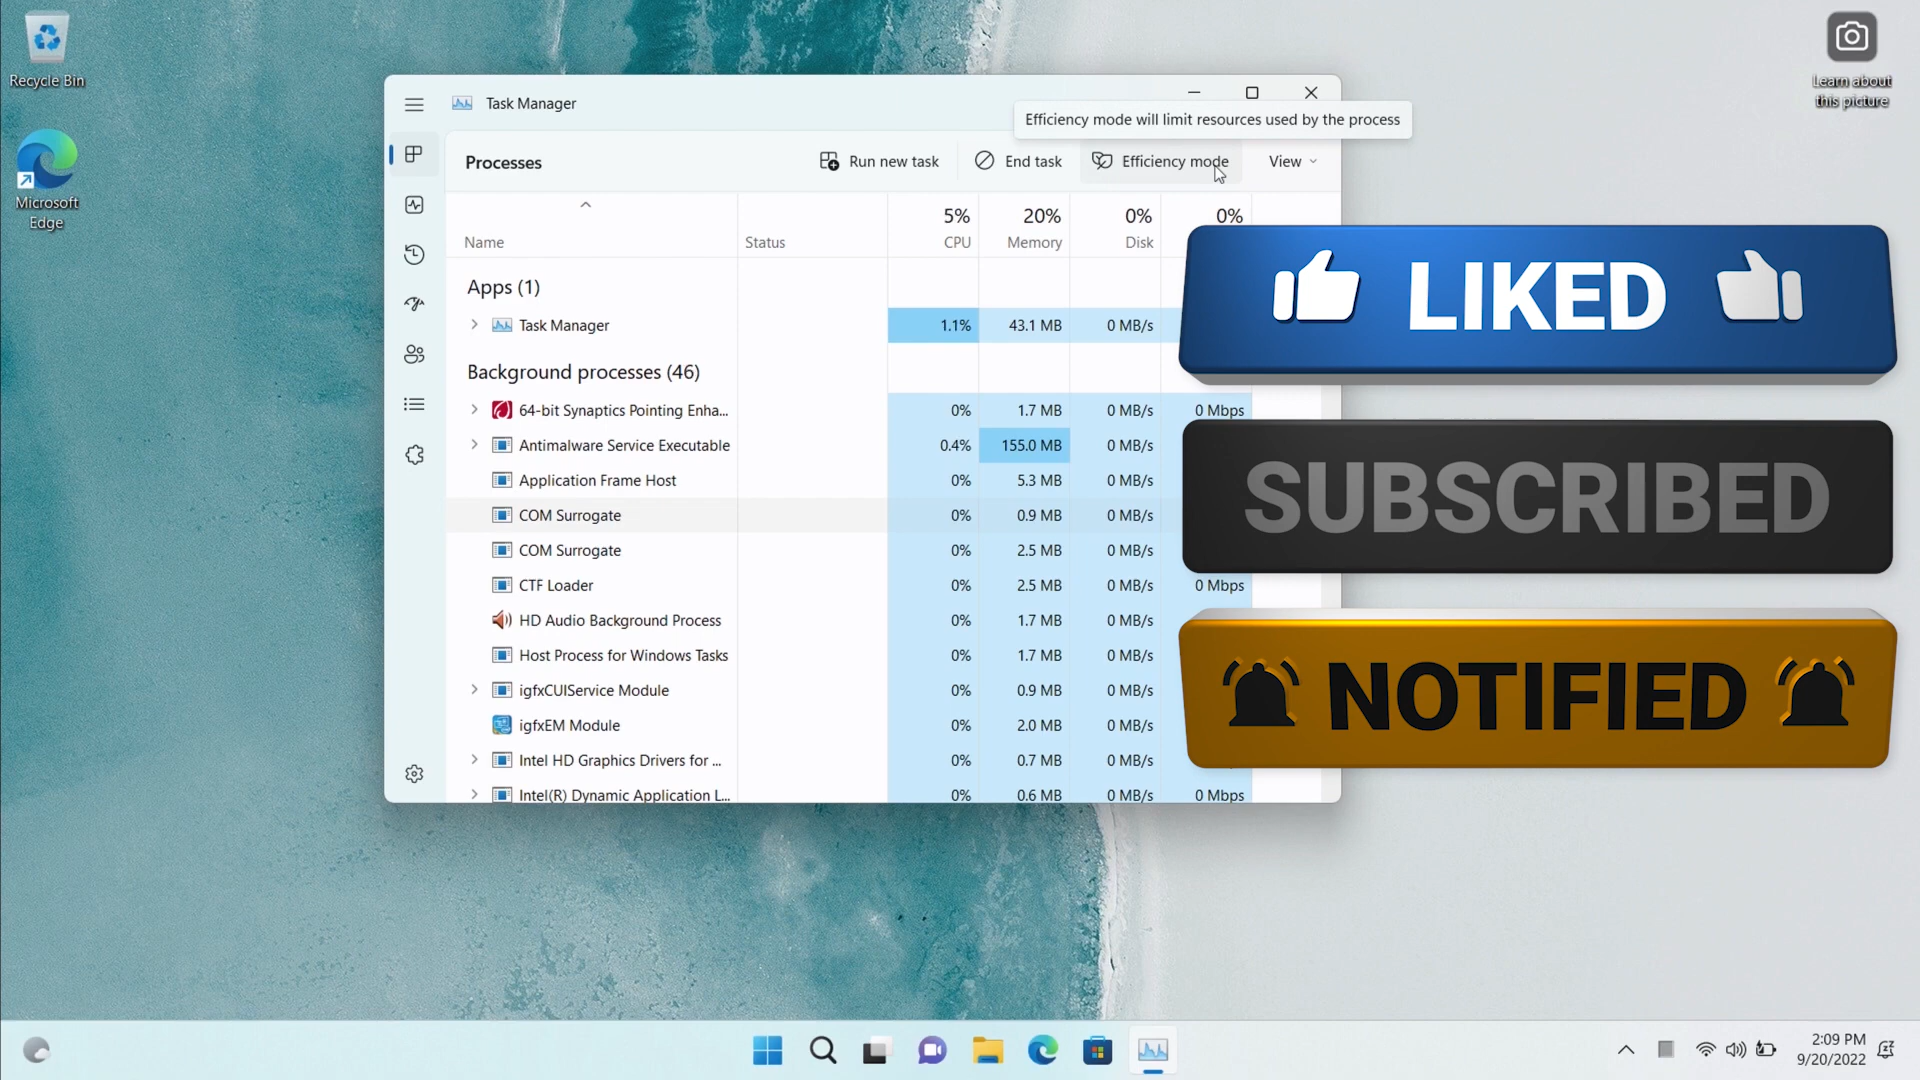 Recycle Bin
Microsoft
Edge
Learn about
this picture
Task Manager
Efficiency mode will limit resources used by the process
Processes
Run new task
End task
Efficiency mode
View
5% 20% 0% 0%
Name Status CPU Memory Disk
Apps (1)
Task Manager 1.1% 43.1 MB 0 MB/s
Background processes (46)
64-bit Synaptics Pointing Enha... 0% 1.7 MB 0 MB/s 0 Mbps
Antimalware Service Executable 0.4% 155.0 MB 0 MB/s
Application Frame Host 0% 5.3 MB 0 MB/s
COM Surrogate 0% 0.9 MB 0 MB/s
COM Surrogate 0% 2.5 MB 0 MB/s
CTF Loader 0% 2.5 MB 0 MB/s 0 Mbps
HD Audio Background Process 0% 1.7 MB 0 MB/s
Host Process for Windows Tasks 0% 1.7 MB 0 MB/s
igfxCUIService Module 0% 0.9 MB 0 MB/s
igfxEM Module 0% 2.0 MB 0 MB/s
Intel HD Graphics Drivers for ... 0% 0.7 MB 0 MB/s
Intel(R) Dynamic Application L... 0% 0.6 MB 0 MB/s 0 Mbps
LIKED
SUBSCRIBED
NOTIFIED
2:09 PM
9/20/2022